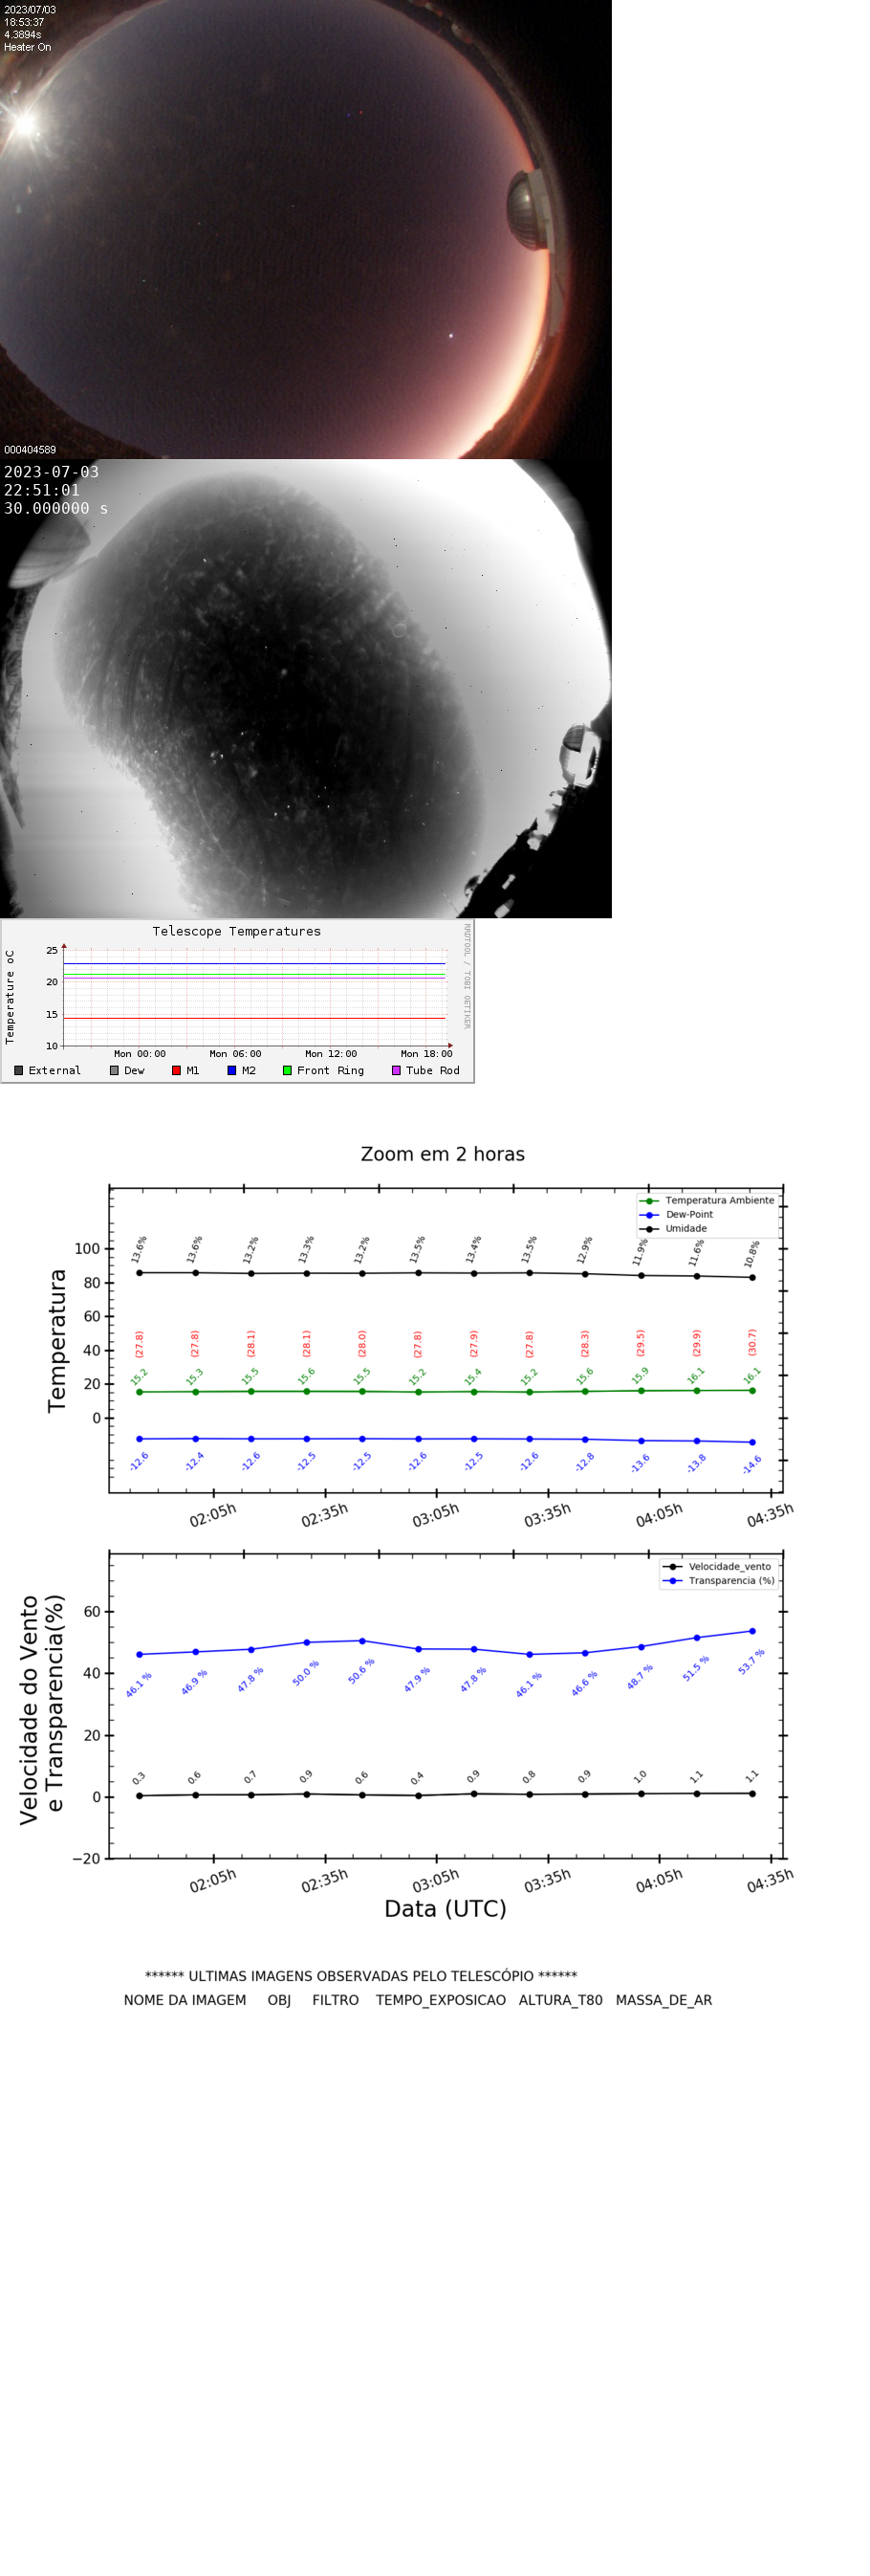 2023/07/03
18:53:37
4.3894s
Heater On
000404589
2023-07-03
22:51:01
30.000000 s
Telescope Temperatures
RRDTOOL / TOBI OETIKER
Temperature oC
25
20
15
10
Mon 00:00 Mon 06:00 Mon 12:00 Mon 18:00
External Dew M1 M2 Front Ring Tube Rod
Zoom em 2 horas
Temperatura Ambiente
Dew-Point
Umidade
Temperatura
100
80
60
40
20
0
13.6% 13.6% 13.2% 13.3% 13.2% 13.5% 13.4% 13.5% 12.9% 11.9% 11.6% 10.8%
(27.8) (27.8) (28.1) (28.1) (28.0) (27.8) (27.9) (27.8) (28.3) (29.5) (29.9) (30.7)
15.2 15.3 15.5 15.6 15.5 15.2 15.4 15.2 15.6 15.9 16.1 16.1
-12.6 -12.4 -12.6 -12.5 -12.5 -12.6 -12.5 -12.6 -12.8 -13.6 -13.8 -14.6
02:05h 02:35h 03:05h 03:35h 04:05h 04:35h
Velocidade_vento
Transparencia (%)
Velocidade do Vento
e Transparencia(%)
60
40
20
0
−20
46.1 % 46.9 % 47.8 % 50.0 % 50.6 % 47.9 % 47.8 % 46.1 % 46.6 % 48.7 % 51.5 % 53.7 %
0.3 0.6 0.7 0.9 0.6 0.4 0.9 0.8 0.9 1.0 1.1 1.1
02:05h 02:35h 03:05h 03:35h 04:05h 04:35h
Data (UTC)
****** ULTIMAS IMAGENS OBSERVADAS PELO TELESCÓPIO ******
NOME DA IMAGEM OBJ FILTRO TEMPO_EXPOSICAO ALTURA_T80 MASSA_DE_AR